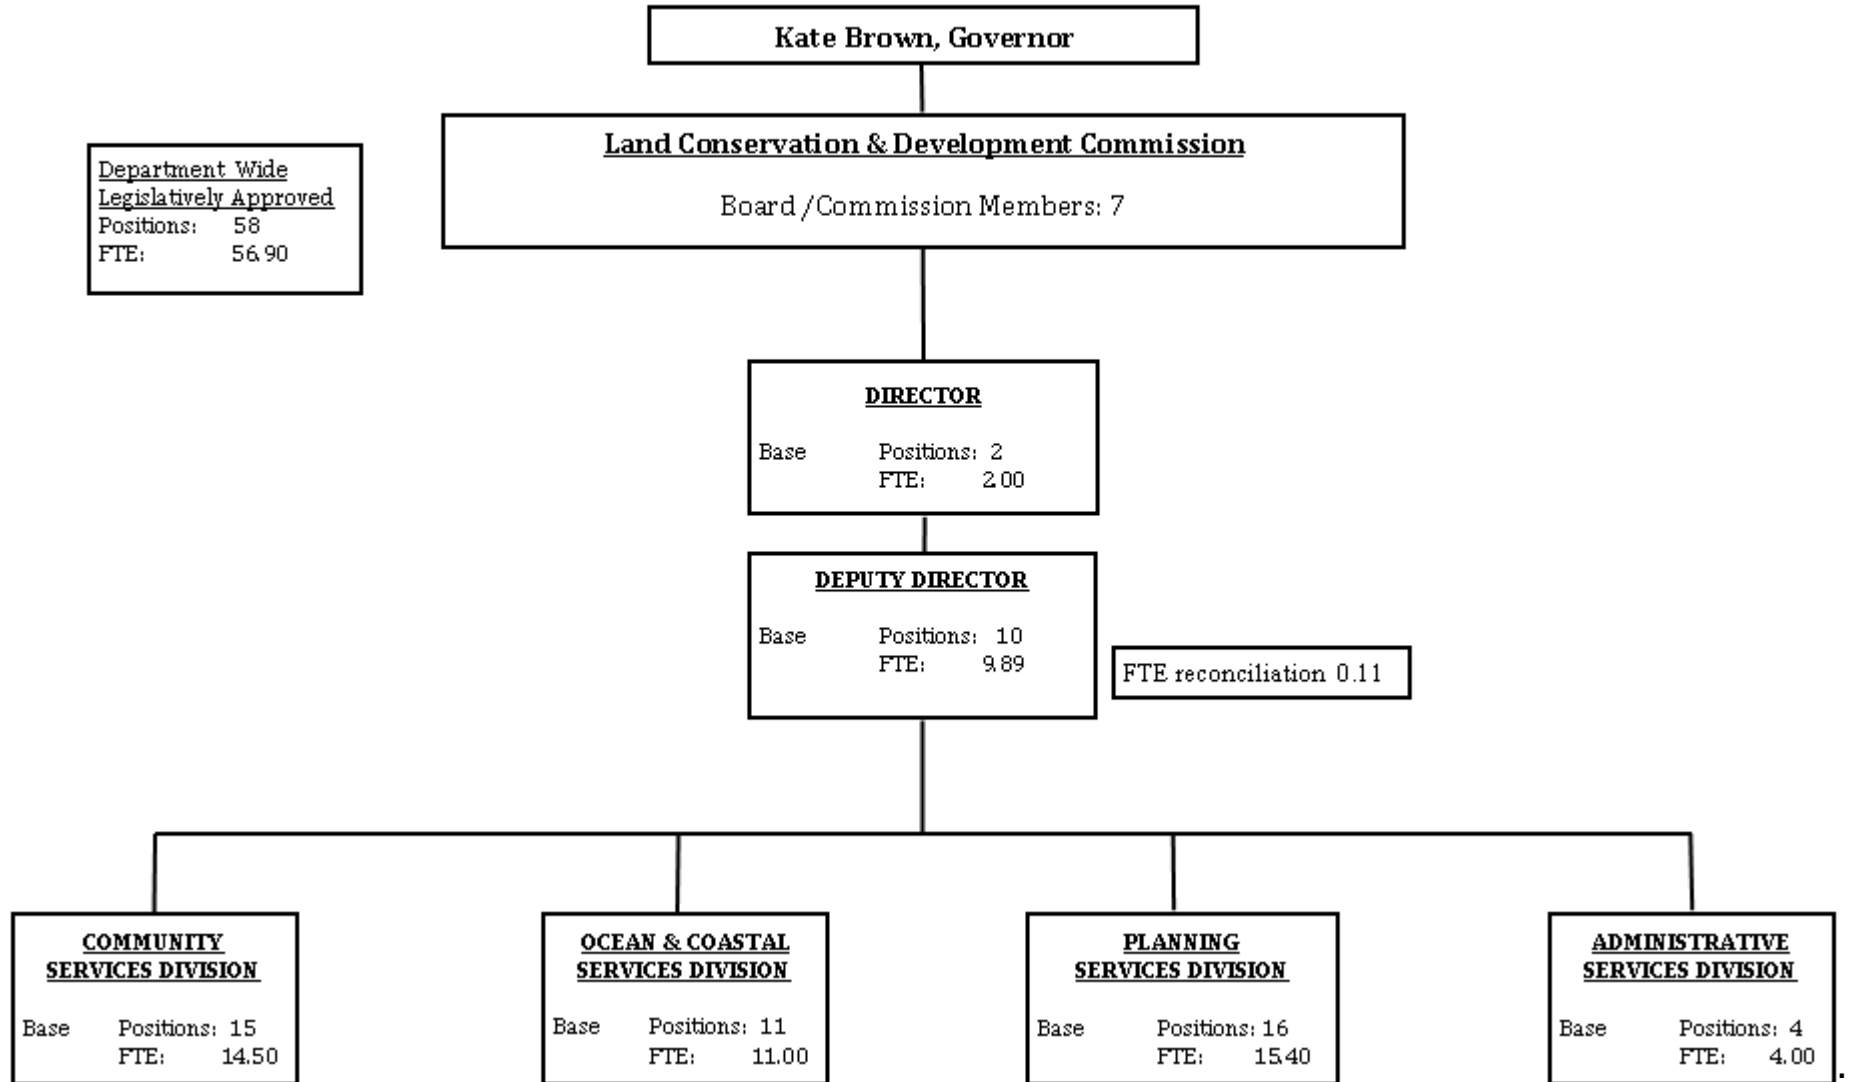 Kate Brown, Governor
Land Conservation & Development Commission
Board/Commission Members: 7
Department Wide
Legislatively Approved
Positions: 58
FTE: 56.90
DIRECTOR
Base Positions: 2
FTE: 2.00
DEPUTY DIRECTOR
Base Positions: 10
FTE: 9.89
FTE reconciliation 0.11
COMMUNITY
SERVICES DIVISION
Base Positions: 15
FTE: 14.50
OCEAN & COASTAL
SERVICES DIVISION
Base Positions: 11
FTE: 11.00
PLANNING
SERVICES DIVISION
Base Positions: 16
FTE: 15.40
ADMINISTRATIVE
SERVICES DIVISION
Base Positions: 4
FTE: 4.00
.